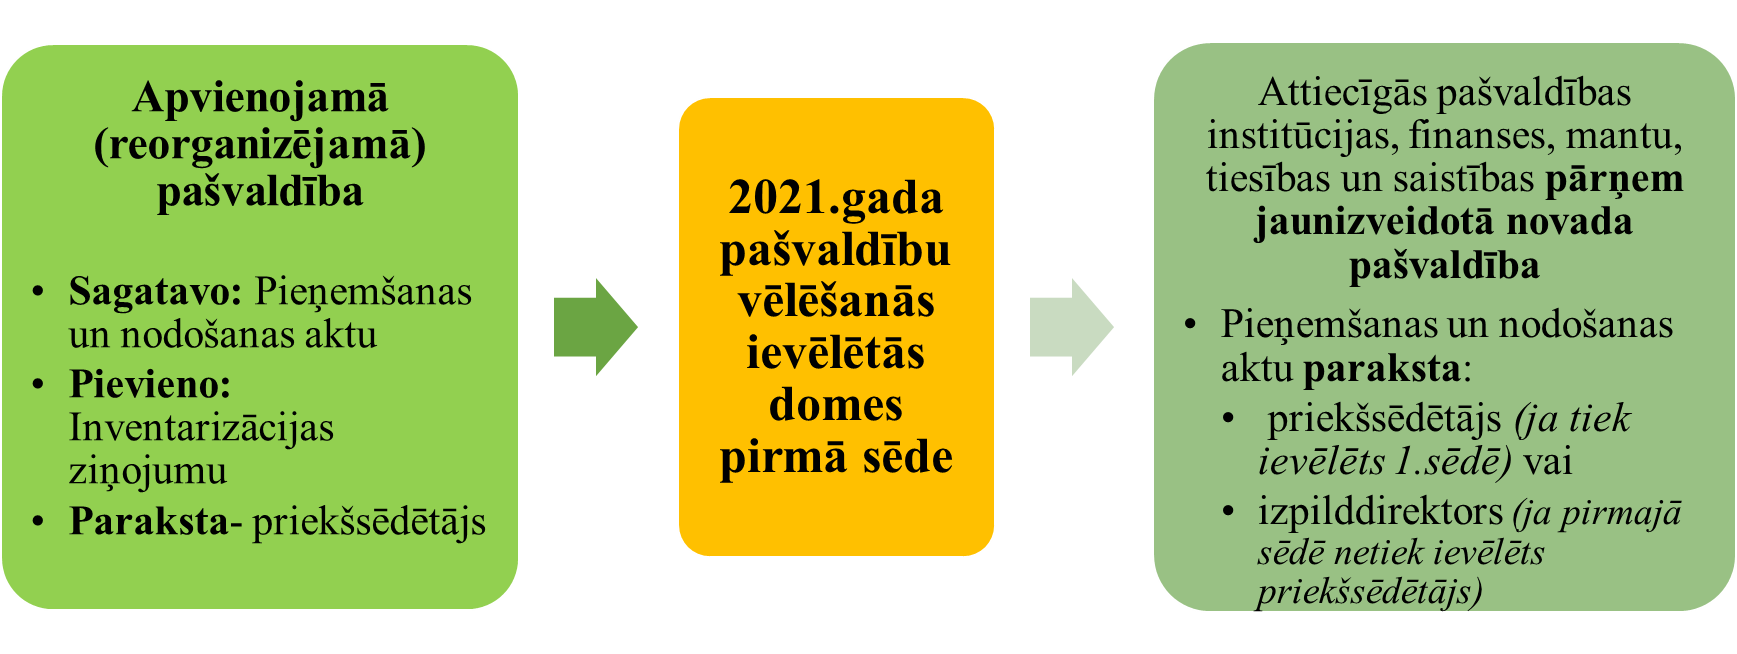 Apvienojamā
(reorganizējamā)
pašvaldība
• Sagatavo: Pieņemšanas
un nodošanas aktu
• Pievieno:
Inventarizācijas
ziņojumu
• Paraksta- priekšsēdētājs
2021.gada
pašvaldību
vēlēšanās
ievēlētās
domes
pirmā sēde
Attiecīgās pašvaldības
institūcijas, finanses, mantu,
tiesības un saistības pārņem
jaunizveidotā novada
pašvaldība
• Pieņemšanas un nodošanas
aktu paraksta:
• priekšsēdētājs (ja tiek
ievēlēts 1.sēdē) vai
• izpilddirektors (ja pirmajā
sēdē netiek ievēlēts
priekšsēdētājs)